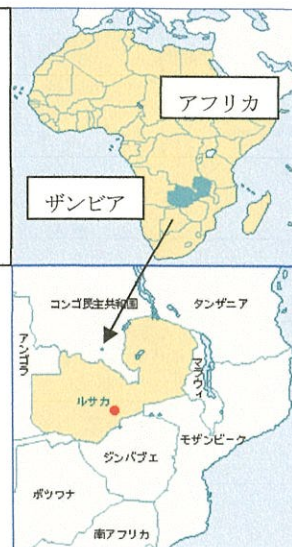 アフリカ
ザンビア
コンゴ民主共和国
タンザニア
アンゴラ
マラウィ
ルサカ
モザンビーク
ジンバブエ
ボツワナ
南アフリカ